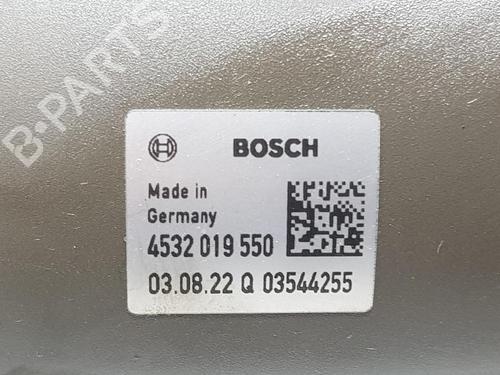 B-PARTS
BOSCH
Made in
Germany
4532 019 550
03.08.22 Q 03544255